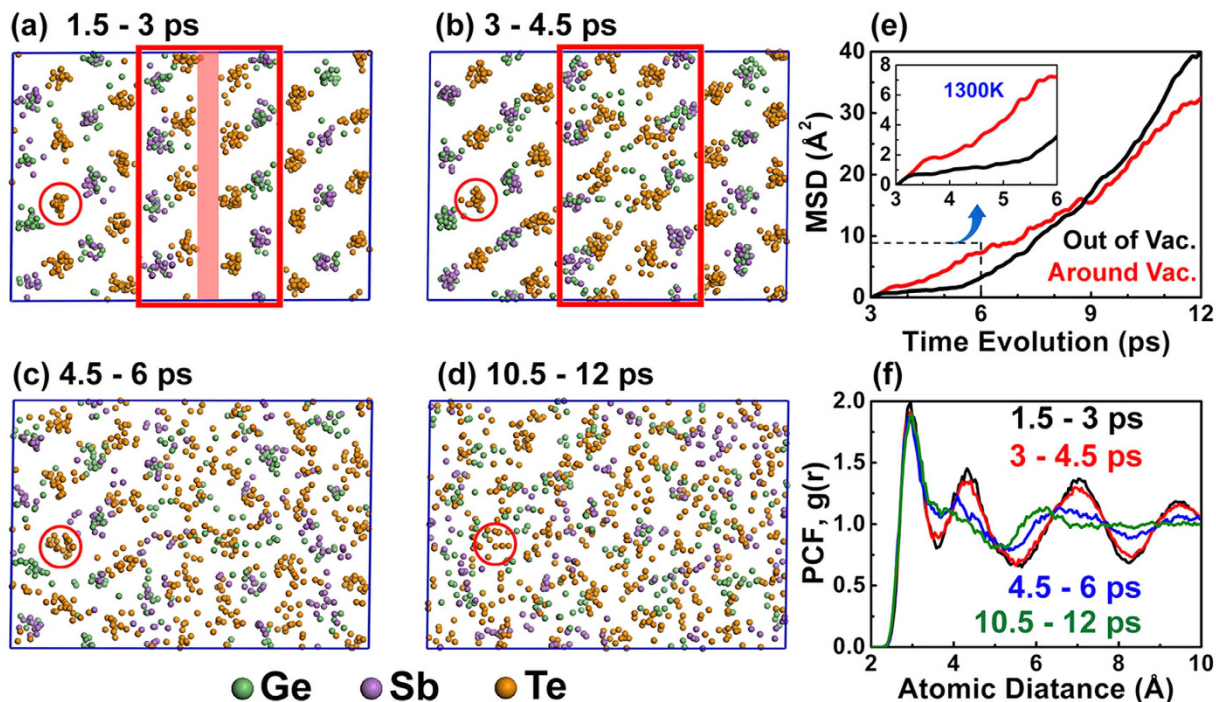 (a) 1.5 - 3 ps
(b) 3 - 4.5 ps
(c) 4.5 - 6 ps
(d) 10.5 - 12 ps
Ge Sb Te
(e)
MSD (Å²)
40
30
20
10
0
3 6 9 12
Time Evolution (ps)
8
6
4
2
0
3 4 5 6
1300K
Out of Vac.
Around Vac.
(f)
PCF, g(r)
2.0
1.5
1.0
0.5
0.0
2 4 6 8 10
Atomic Diatance (Å)
1.5 - 3 ps
3 - 4.5 ps
4.5 - 6 ps
10.5 - 12 ps